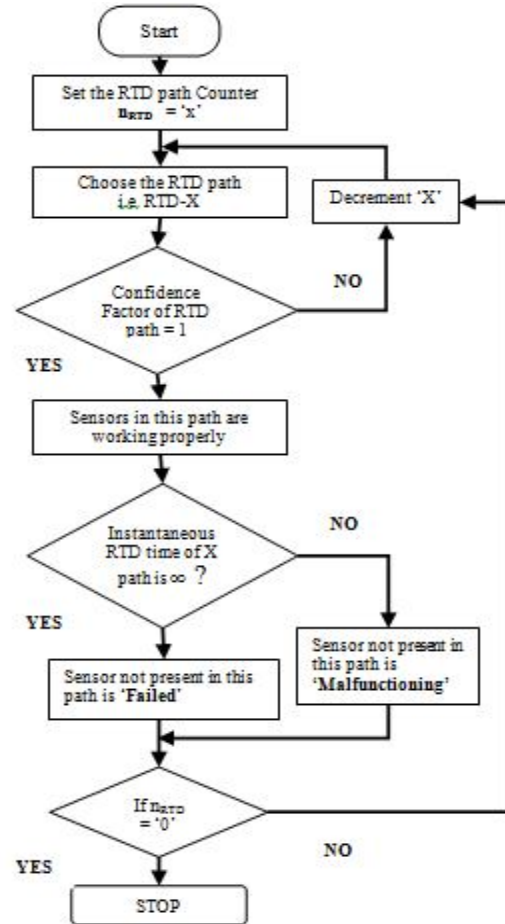 Start
Set the RTD path Counter
nRTD = ‘x’
Choose the RTD path
i.e. RTD-X
Decrement ‘X’
Confidence
Factor of RTD
path = 1
NO
YES
Sensors in this path are
working properly
Instantaneous
RTD time of X
path is ∞ ?
NO
YES
Sensor not present in this
path is ‘Failed’
Sensor not present in
this path is
‘Malfunctioning’
If nRTD
= ‘0’
NO
YES
STOP